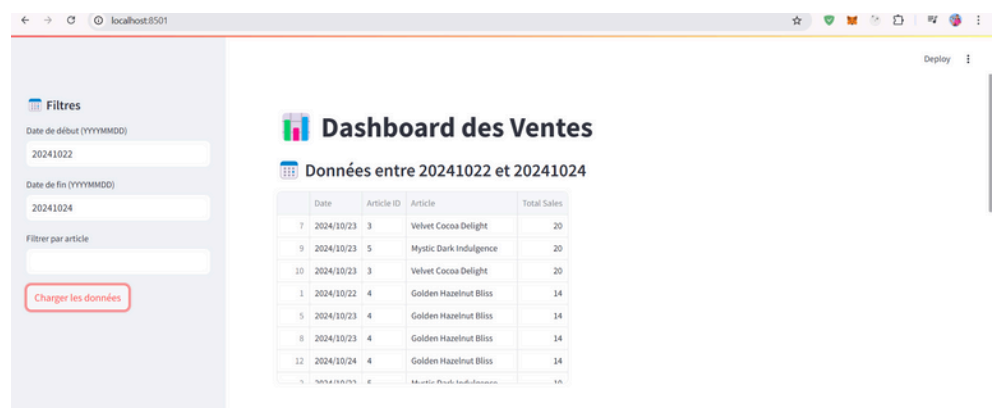 localhost:8501
Deploy
Filtres
Date de début (YYYYMMDD)
20241022
Date de fin (YYYYMMDD)
20241024
Filtrer par article
Charger les données
Dashboard des Ventes
Données entre 20241022 et 20241024
Date Article ID Article Total Sales
7 2024/10/23 3 Velvet Cocoa Delight 20
9 2024/10/23 5 Mystic Dark Indulgence 20
10 2024/10/23 3 Velvet Cocoa Delight 20
1 2024/10/22 4 Golden Hazelnut Bliss 14
5 2024/10/23 4 Golden Hazelnut Bliss 14
8 2024/10/23 4 Golden Hazelnut Bliss 14
12 2024/10/24 4 Golden Hazelnut Bliss 14